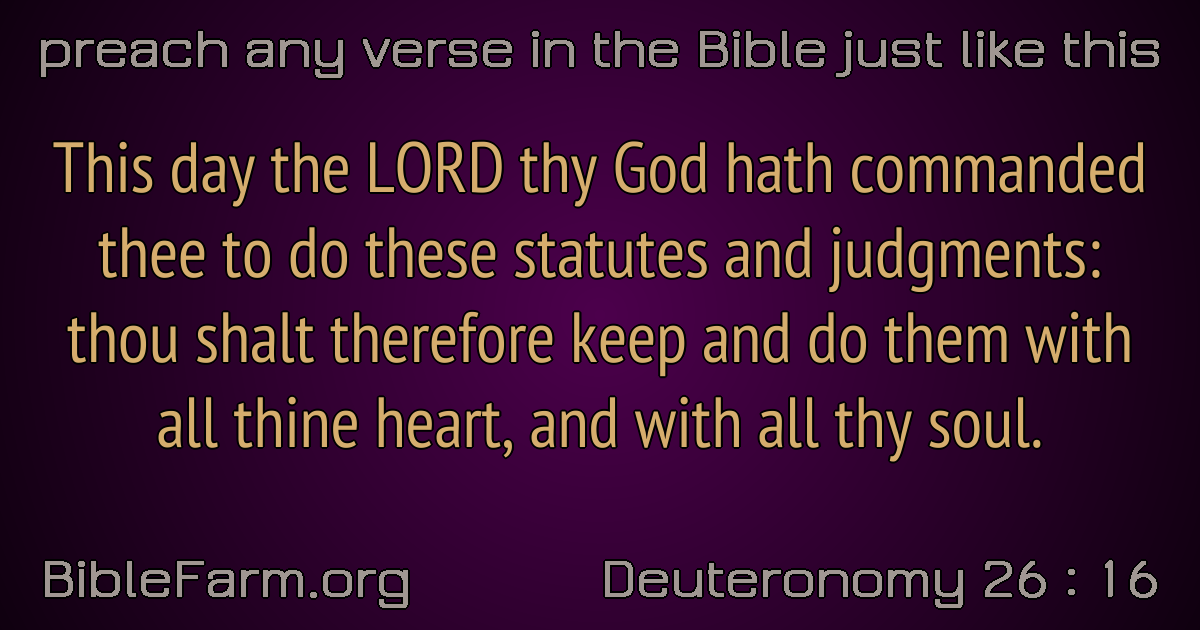 preach any verse in the Bible just like this
This day the LORD thy God hath commanded
thee to do these statutes and judgments:
thou shalt therefore keep and do them with
all thine heart, and with all thy soul.
BibleFarm.org
Deuteronomy 26 : 16